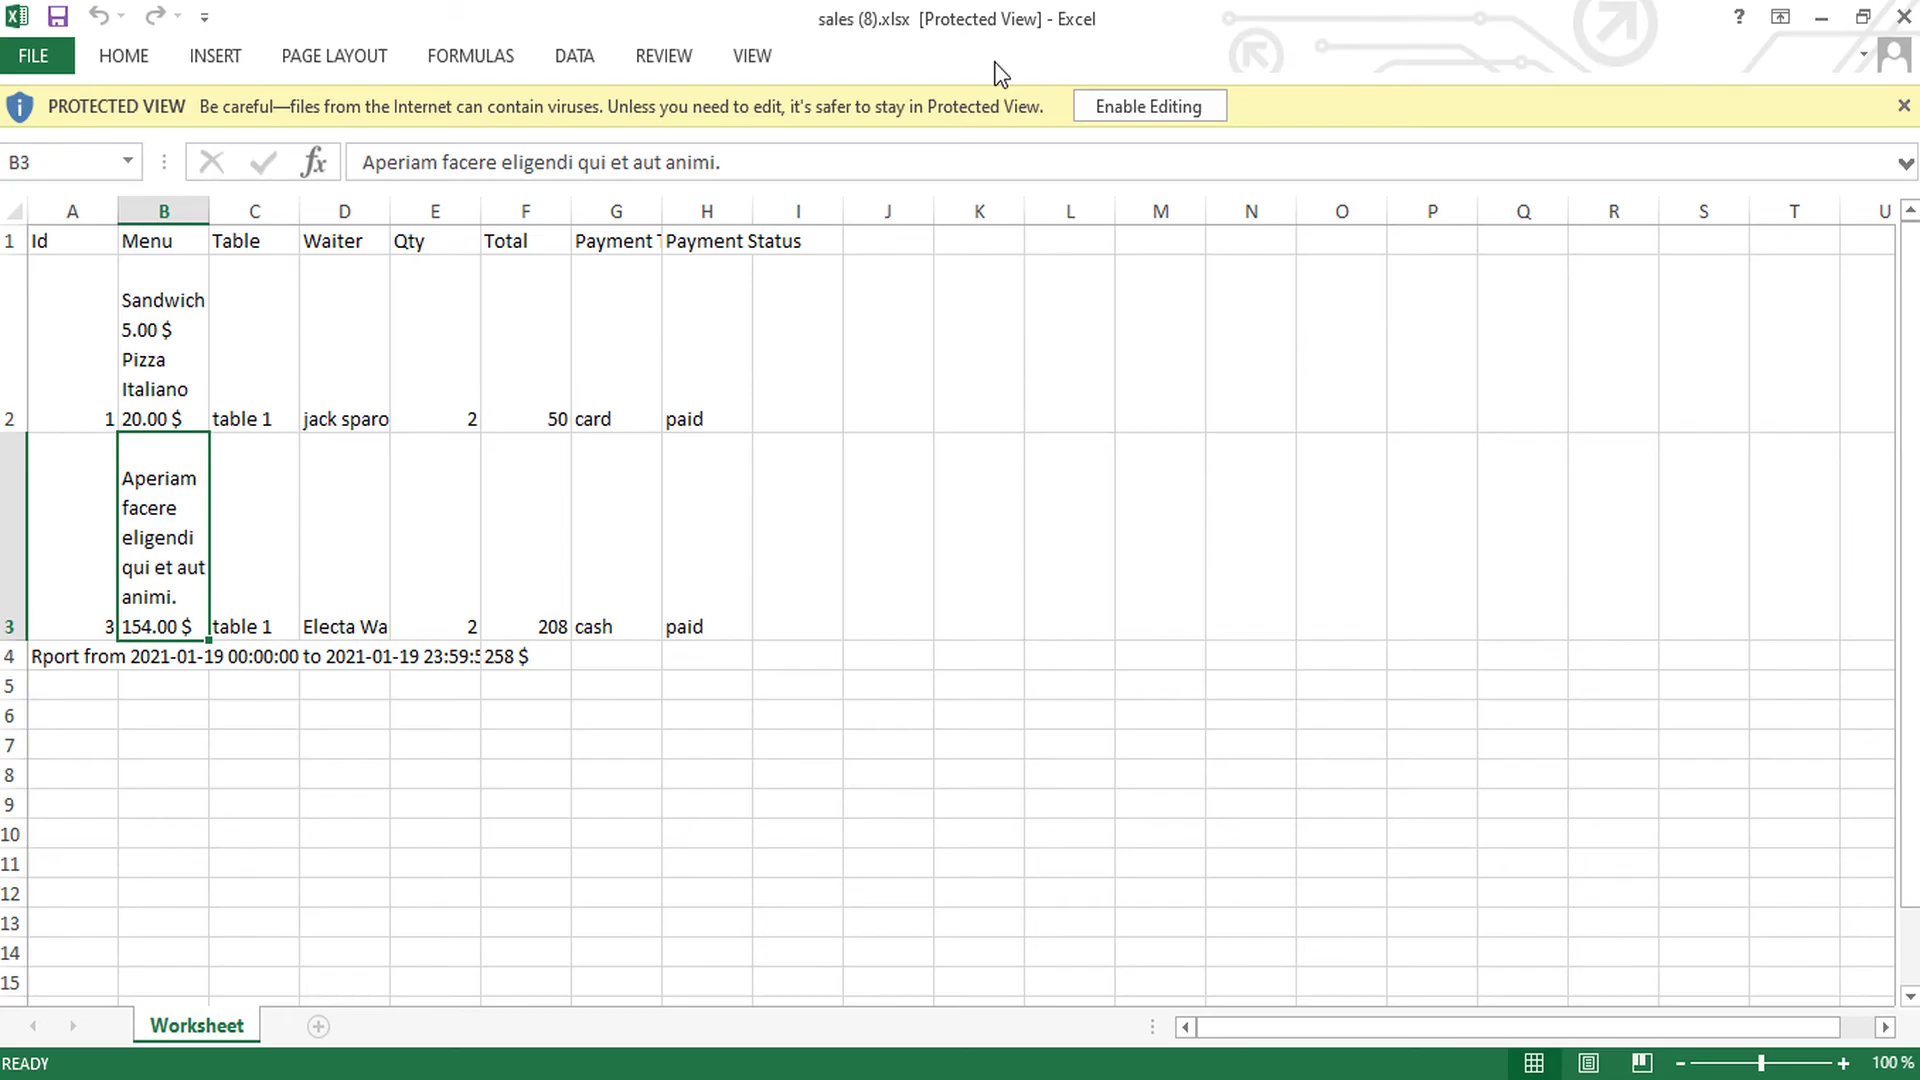 sales (8).xlsx [Protected View] - Excel
?
FILE HOME INSERT PAGE LAYOUT FORMULAS DATA REVIEW VIEW
PROTECTED VIEW Be careful—files from the Internet can contain viruses. Unless you need to edit, it's safer to stay in Protected View. Enable Editing
B3 fx Aperiam facere eligendi qui et aut animi.
A B C D E F G H I J K L M N O P Q R S T U
1 Id Menu Table Waiter Qty Total Payment Payment Status
Sandwich
5.00 $
Pizza
Italiano
2 1 20.00 $ table 1 jack sparo 2 50 card paid
Aperiam
facere
eligendi
qui et aut
animi.
3 3 154.00 $ table 1 Electa Wa 2 208 cash paid
4 Rport from 2021-01-19 00:00:00 to 2021-01-19 23:59:5 258 $
5
6
7
8
9
10
11
12
13
14
15
Worksheet
READY 100 %